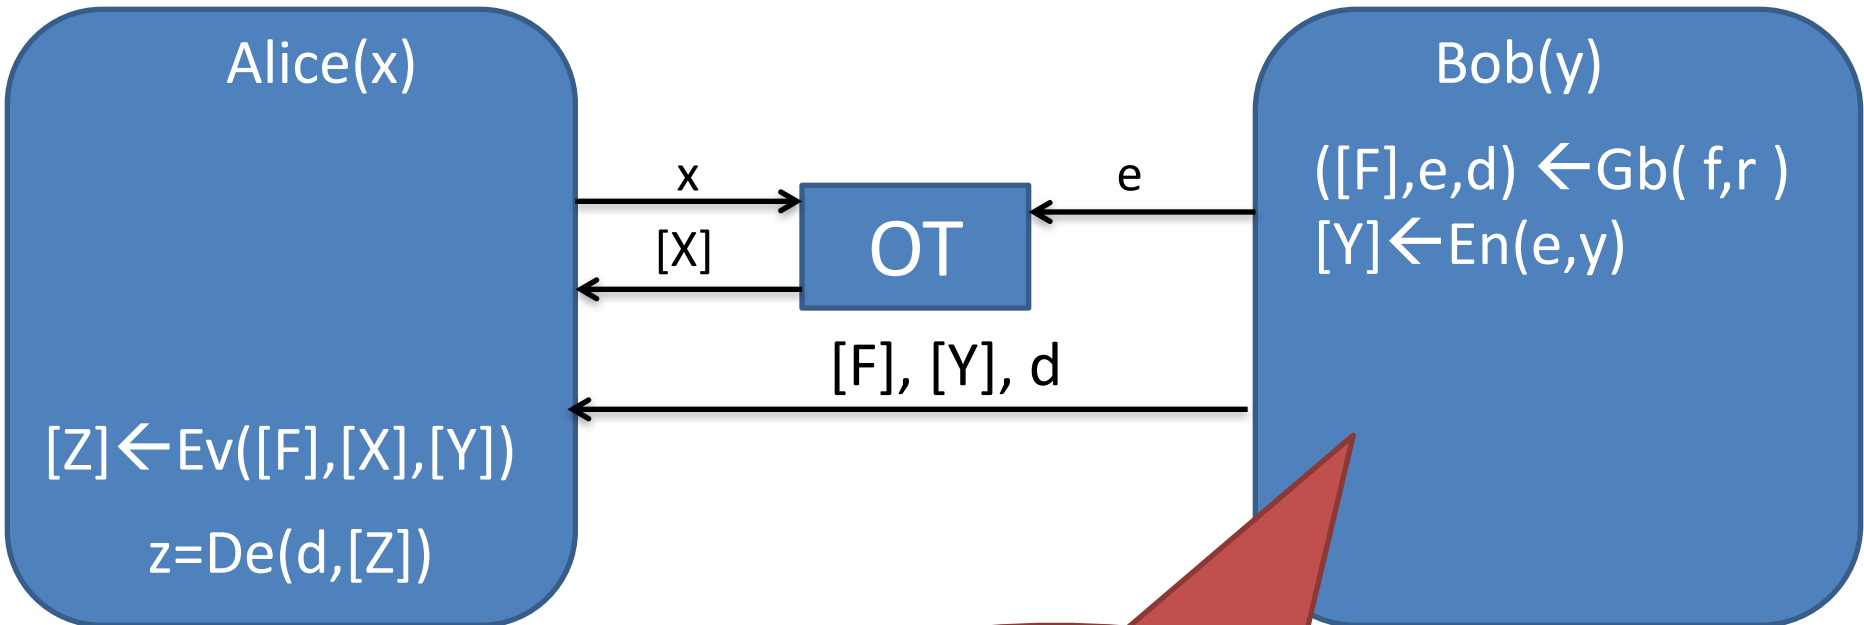 Alice(x)
Bob(y)
([F],e,d) ←Gb( f,r )
[Y]←En(e,y)
x
e
OT
[X]
[F], [Y], d
[Z]←Ev([F],[X],[Y])
z=De(d,[Z])